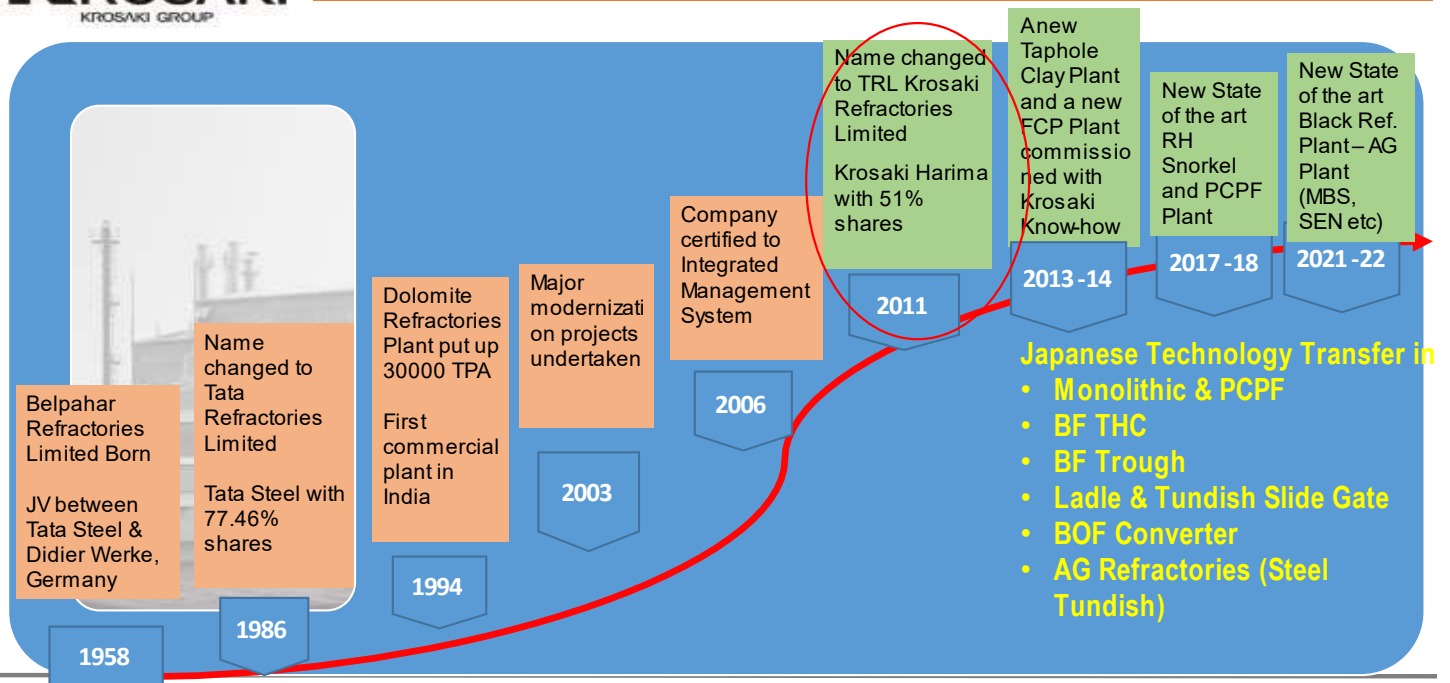 KROSAKI
KROSAKI GROUP
Belpahar
Refractories
Limited Born
JV between
Tata Steel &
Didier Werke,
Germany
1958
Name
changed to
Tata
Refractories
Limited
Tata Steel with
77.46%
shares
1986
Dolomite
Refractories
Plant put up
30000 TPA
First
commercial
plant in
India
1994
Major
modernizati
on projects
undertaken
2003
Company
certified to
Integrated
Management
System
2006
Name changed
to TRL Krosaki
Refractories
Limited
Krosaki Harima
with 51%
shares
2011
Anew
Taphole
Clay Plant
and a new
FCP Plant
commissio
ned with
Krosaki
Know-how
2013 -14
New State
of the art
RH
Snorkel
and PCPF
Plant
2017 -18
New State
of the art
Black Ref.
Plant – AG
Plant
(MBS,
SEN etc)
2021 -22
Japanese Technology Transfer in
• Monolithic & PCPF
• BF THC
• BF Trough
• Ladle & Tundish Slide Gate
• BOF Converter
• AG Refractories (Steel
Tundish)